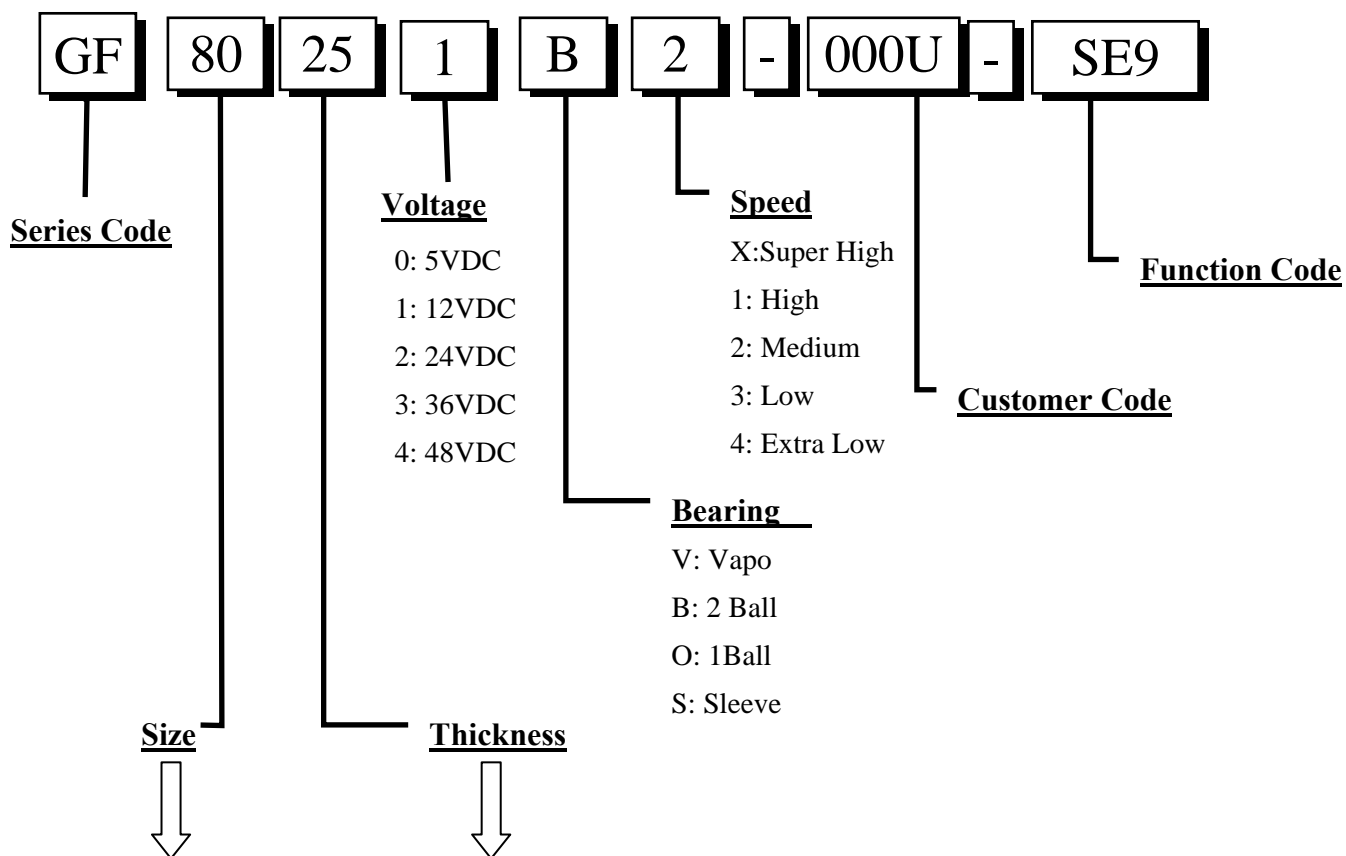 GF 80 25 1 B 2 - 000U - SE9
Series Code
Voltage
0: 5VDC
1: 12VDC
2: 24VDC
3: 36VDC
4: 48VDC
Speed
X:Super High
1: High
2: Medium
3: Low
4: Extra Low
Function Code
Customer Code
Bearing
V: Vapo
B: 2 Ball
O: 1Ball
S: Sleeve
Size
Thickness